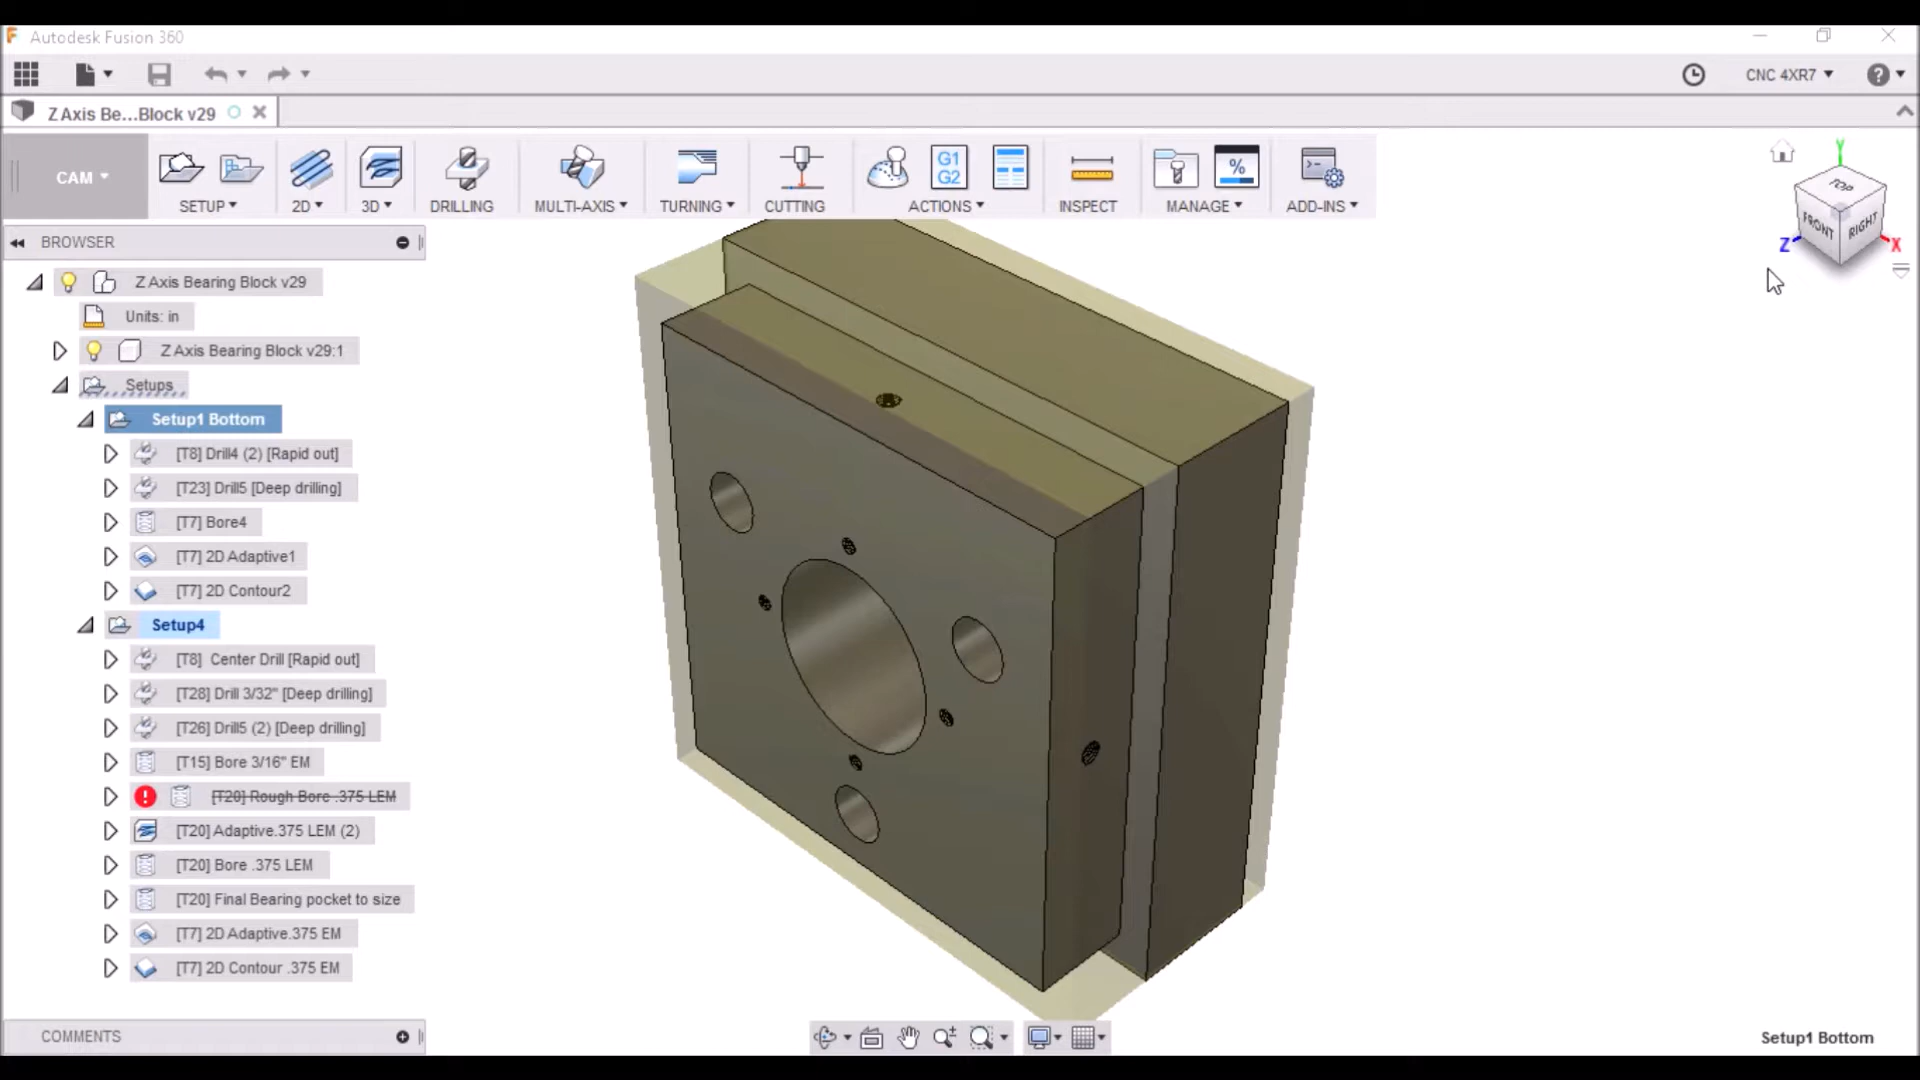 Autodesk Fusion 360
CNC 4XR7
Z Axis Be...Block v29
CAM
SETUP
2D
3D
DRILLING
MULTI-AXIS
TURNING
CUTTING
G1
G2
ACTIONS
INSPECT
%
MANAGE
ADD-INS
Y
TOP
FRONT
RIGHT
Z
X
BROWSER
Z Axis Bearing Block v29
Units: in
Z Axis Bearing Block v29:1
Setups
Setup1 Bottom
[T8] Drill4 (2) [Rapid out]
[T23] Drill5 [Deep drilling]
[T7] Bore4
[T7] 2D Adaptive1
[T7] 2D Contour2
Setup4
[T8] Center Drill [Rapid out]
[T28] Drill 3/32" [Deep drilling]
[T26] Drill5 (2) [Deep drilling]
[T15] Bore 3/16" EM
[T20] Rough Bore .375 LEM
[T20] Adaptive.375 LEM (2)
[T20] Bore .375 LEM
[T20] Final Bearing pocket to size
[T7] 2D Adaptive.375 EM
[T7] 2D Contour .375 EM
COMMENTS
Setup1 Bottom